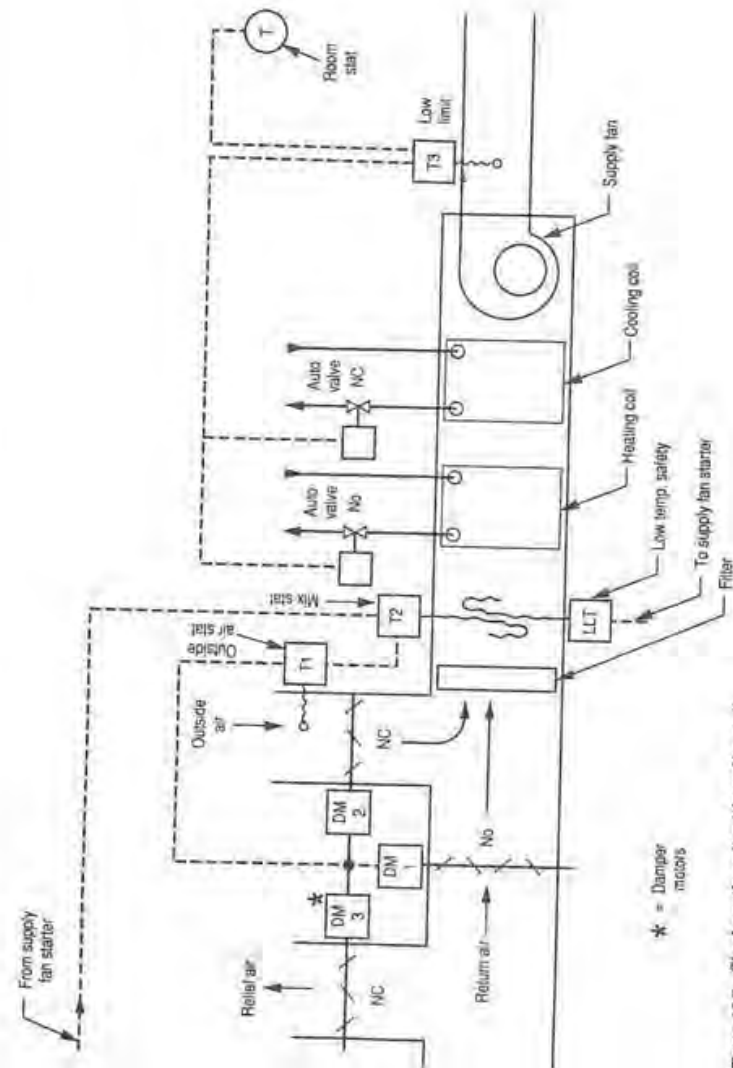 From supply
fan starter
T
Room
stat
Low
limit
T3
Auto
valve
NC
Auto
valve
No
Mix stat
T2
Outside
air stat
T1
Outside
air
NC
DM
2
DM
3
*
DM
1
No
Relief air
NC
Return air
Supply fan
Cooling coil
Heating coil
Low temp. safety
To supply fan starter
Filter
LLT
* = Damper
motors